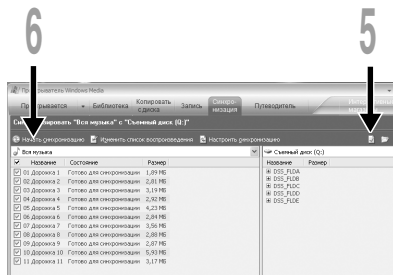 6 5
Проигрыватель Windows Media
Проигрывается Библиотека Копировать с диска Запись Синхро-низация Путеводитель
Синхронизировать "Вся музыка" с "Съемный диск (Q:)"
Начать синхронизацию Изменить список воспроизведения Настроить синхронизацию
Вся музыка Съемный диск (Q:)
Название Состояние Размер Название Размер
01 Дорожка 1 Готово для синхронизации 1,89 Мб DSS_FLDA
02 Дорожка 2 Готово для синхронизации 2,81 Мб DSS_FLDB
03 Дорожка 3 Готово для синхронизации 3,19 Мб DSS_FLDC
04 Дорожка 4 Готово для синхронизации 2,92 Мб DSS_FLDD
05 Дорожка 5 Готово для синхронизации 4,23 Мб DSS_FLDE
06 Дорожка 6 Готово для синхронизации 2,84 Мб
07 Дорожка 7 Готово для синхронизации 3,56 Мб
08 Дорожка 8 Готово для синхронизации 2,88 Мб
09 Дорожка 9 Готово для синхронизации 2,87 Мб
10 Дорожка 10 Готово для синхронизации 5,93 Мб
11 Дорожка 11 Готово для синхронизации 3,17 Мб